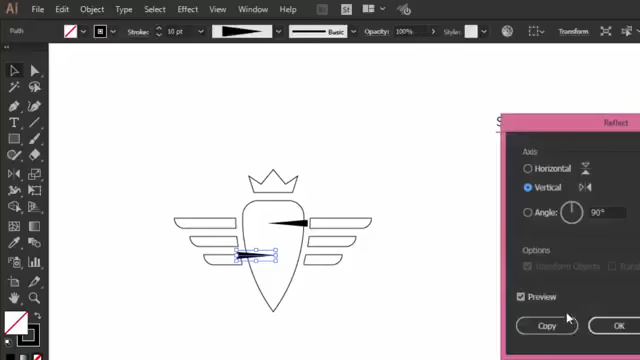 Ai File Edit Object Type Select Effect View Window Help Br St
Path Stroke: 10 pt Basic Opacity: 100% Style: Transform
Reflect
Axis
Horizontal
Vertical
Angle: 90°
Options
Transform Objects
Preview
Copy OK